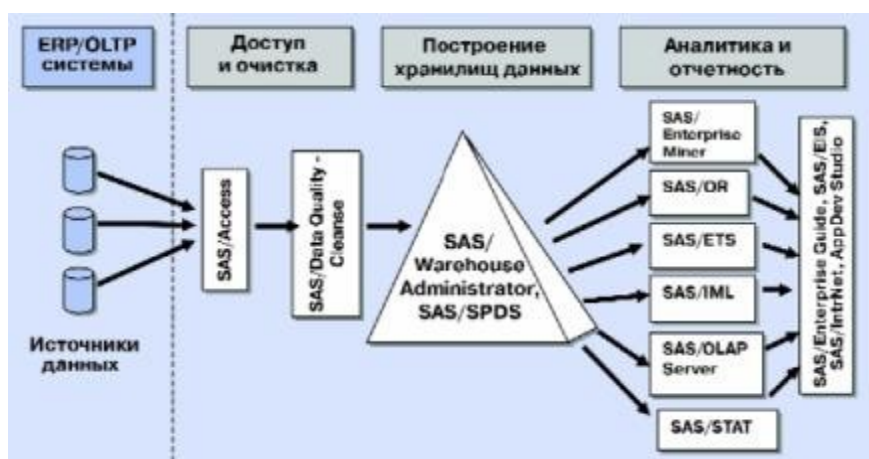 ERP/OLTP
системы
Доступ
и очистка
Построение
хранилищ данных
Аналитика и
отчетность
Источники
данных
SAS/Access
SAS/Data Quality -
Cleanse
SAS/
Warehouse
Administrator,
SAS/SPDS
SAS/
Enterprise
Miner
SAS/OR
SAS/ETS
SAS/IML
SAS/OLAP
Server
SAS/STAT
SAS/Enterprise Guide, SAS/EIS,
SAS/IntrNet, AppDev Studio